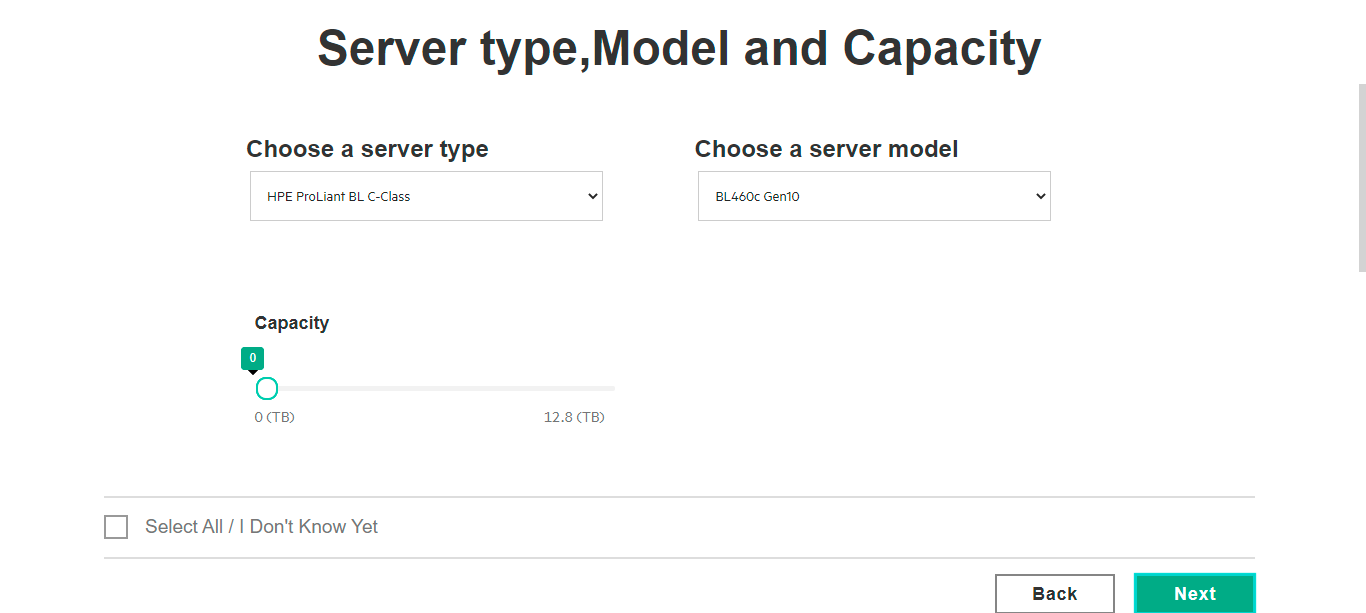 Server type,Model and Capacity
Choose a server type
Choose a server model
HPE ProLiant BL C-Class
BL460c Gen10
Capacity
0
0 (TB)
12.8 (TB)
Select All / I Don't Know Yet
Back
Next